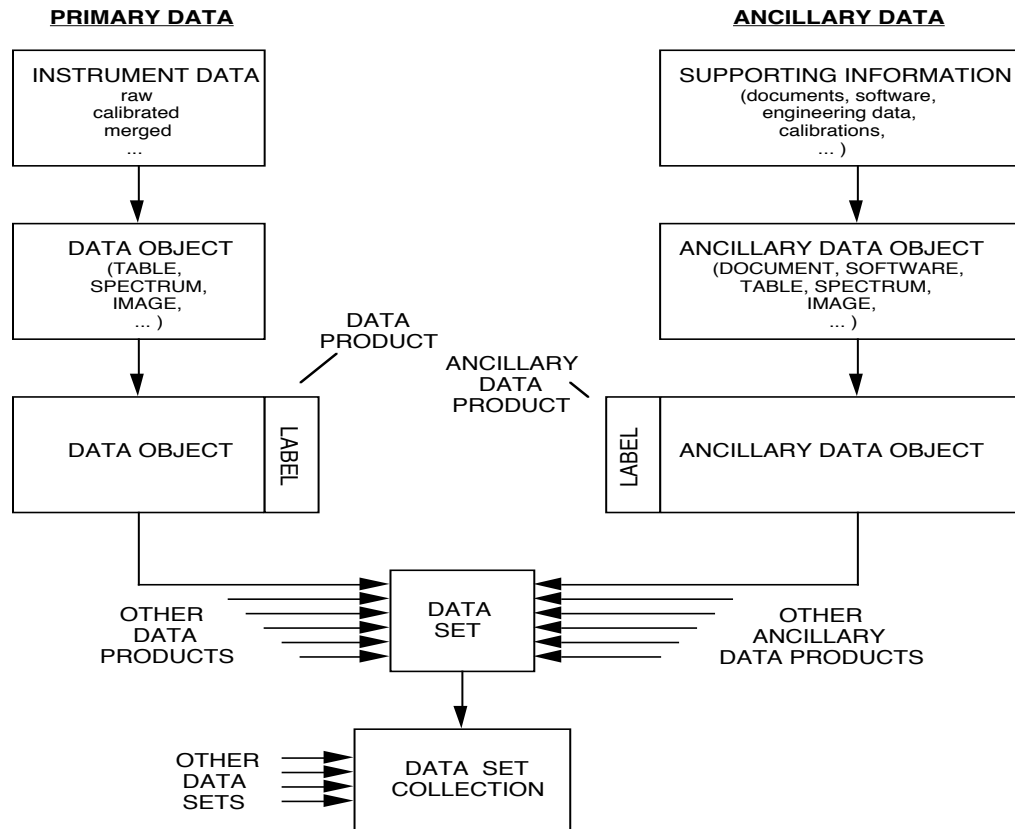 PRIMARY DATA
INSTRUMENT DATA
raw
calibrated
merged
...
DATA OBJECT
(TABLE,
SPECTRUM,
IMAGE,
... )
DATA
PRODUCT
DATA OBJECT
LABEL
ANCILLARY DATA
SUPPORTING INFORMATION
(documents, software,
engineering data,
calibrations,
... )
ANCILLARY DATA OBJECT
(DOCUMENT, SOFTWARE,
TABLE, SPECTRUM,
IMAGE,
... )
ANCILLARY
DATA
PRODUCT
LABEL
ANCILLARY DATA OBJECT
OTHER
DATA
PRODUCTS
DATA
SET
OTHER
ANCILLARY
DATA PRODUCTS
OTHER
DATA
SETS
DATA SET
COLLECTION